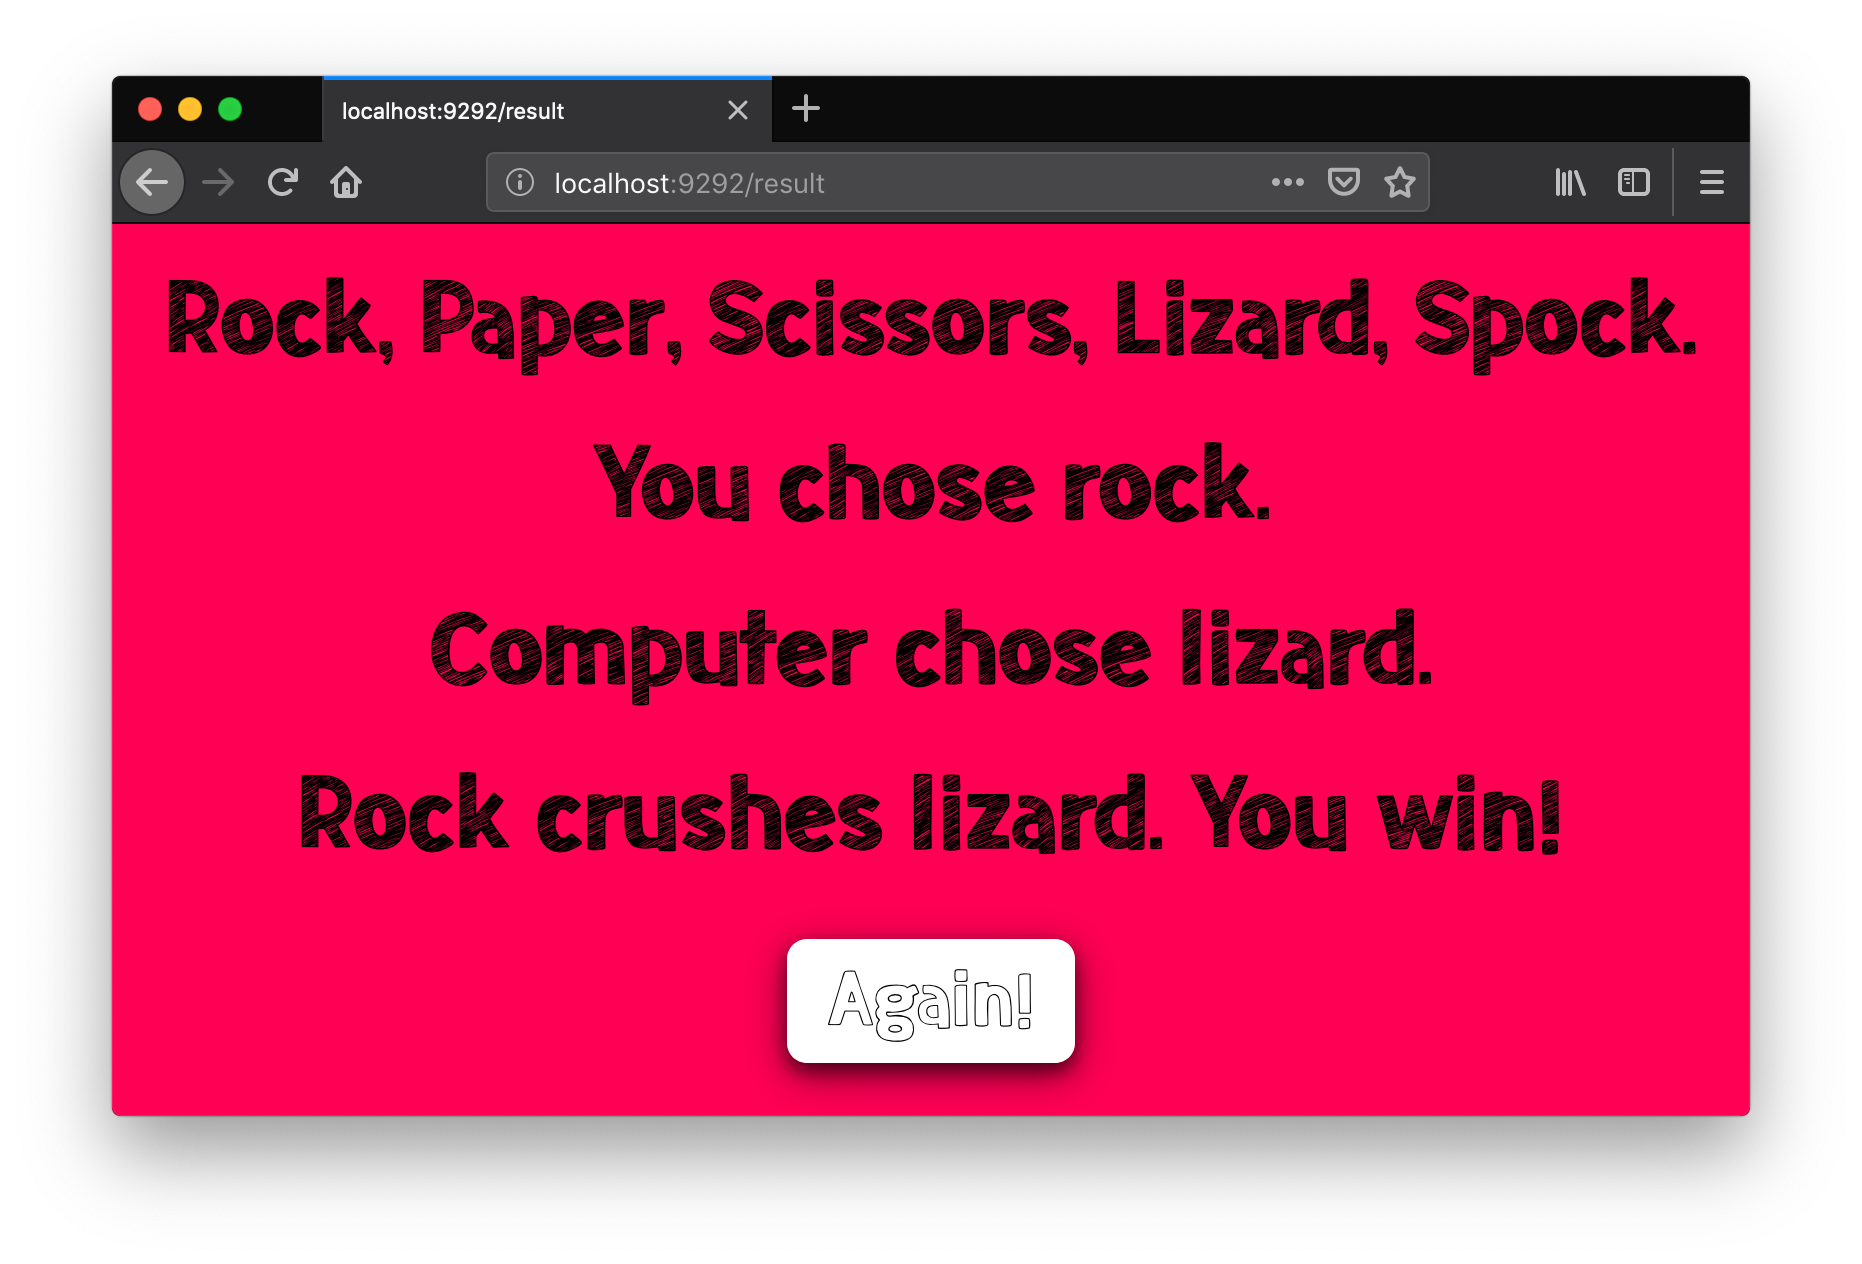 localhost:9292/result
localhost:9292/result
Rock, Paper, Scissors, Lizard, Spock.
You chose rock.
Computer chose lizard.
Rock crushes lizard. You win!
Again!